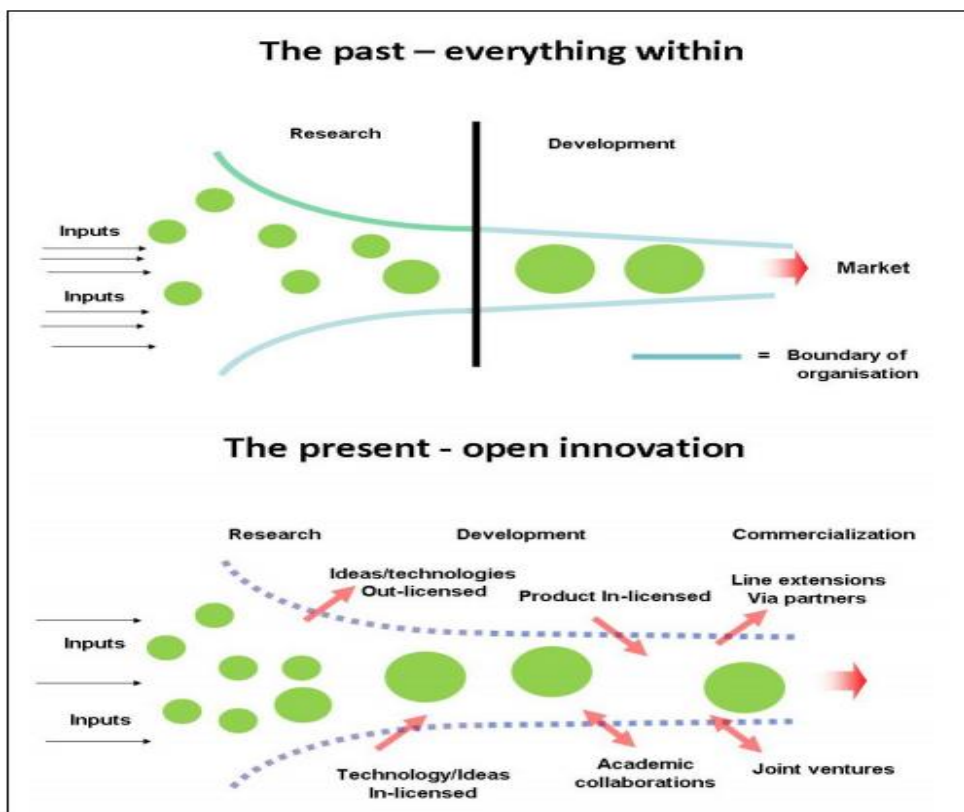 The past – everything within
Research
Development
Inputs
Inputs
Market
= Boundary of
organisation
The present - open innovation
Research
Development
Commercialization
Ideas/technologies
Out-licensed
Product In-licensed
Line extensions
Via partners
Inputs
Inputs
Technology/Ideas
In-licensed
Academic
collaborations
Joint ventures